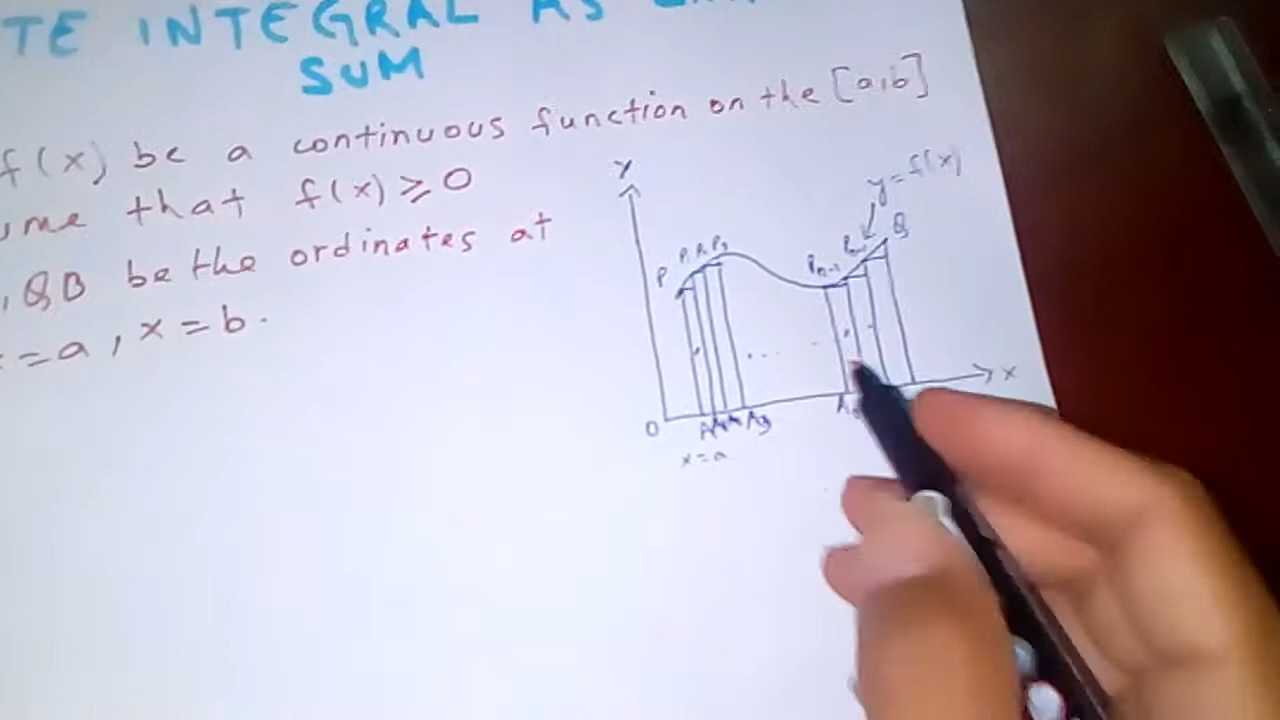 TE INTEGRAL AS
SUM
f(x) be a continuous function on the [a,b]
ume that f(x) ≥ 0
, QB be the ordinates at
x = a, x = b.
Y
y = f(x)
Q
P
X
O
x = a